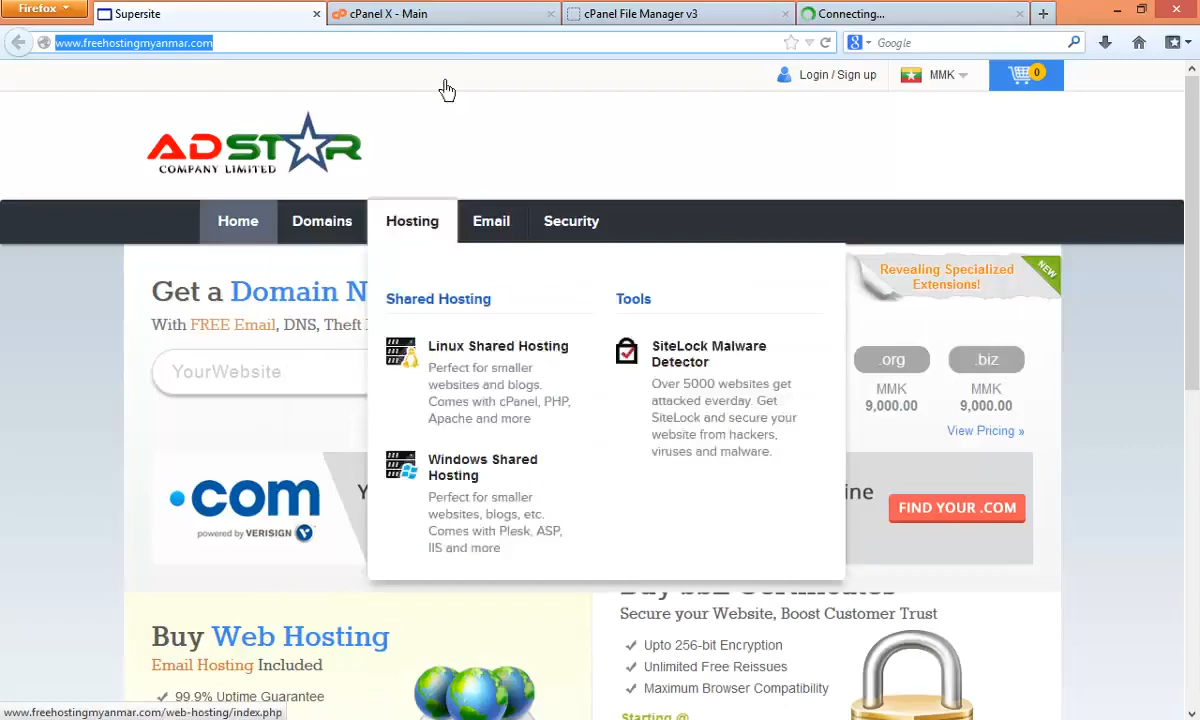 Firefox
Supersite
cPanel X - Main
cPanel File Manager v3
Connecting...
www.freehostingmyanmar.com
Google
Login / Sign up
MMK
0
ADSTAR
COMPANY LIMITED
Home
Domains
Hosting
Email
Security
Get a Domain N
With FREE Email, DNS, Theft
YourWebsite
Shared Hosting
Linux Shared Hosting
Perfect for smaller
websites and blogs.
Comes with cPanel, PHP,
Apache and more
Windows Shared
Hosting
Perfect for smaller
websites, blogs, etc.
Comes with Plesk, ASP,
IIS and more
Tools
SiteLock Malware
Detector
Over 5000 websites get
attacked everday. Get
SiteLock and secure your
website from hackers,
viruses and malware.
Revealing Specialized
Extensions!
NEW
.org
.biz
MMK
9,000.00
MMK
9,000.00
View Pricing »
.com
powered by VERISIGN
Y
ine
FIND YOUR .COM
Buy Web Hosting
Email Hosting Included
99.9% Uptime Guarantee
Buy SSL Certificates
Secure your Website, Boost Customer Trust
Upto 256-bit Encryption
Unlimited Free Reissues
Maximum Browser Compatibility
Starting @
www.freehostingmyanmar.com/web-hosting/index.php